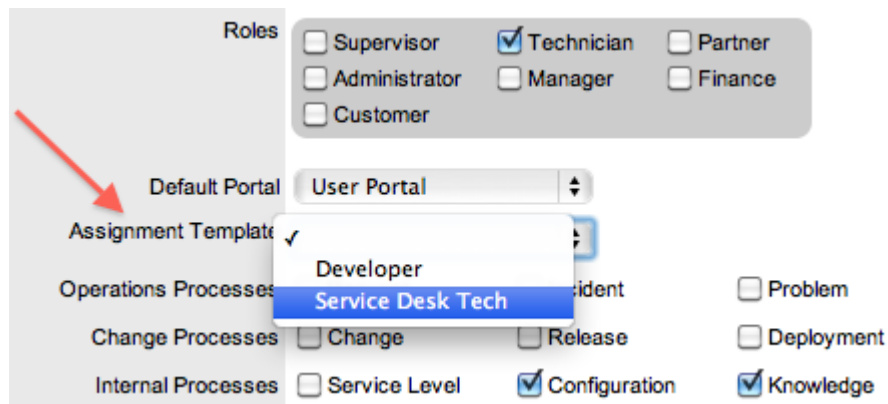 Roles Supervisor Technician Partner
Administrator Manager Finance
Customer
Default Portal User Portal
Assignment Template
Developer
Operations Processes Problem
Service Desk Tech
Change Processes Change Release Deployment
Internal Processes Service Level Configuration Knowledge